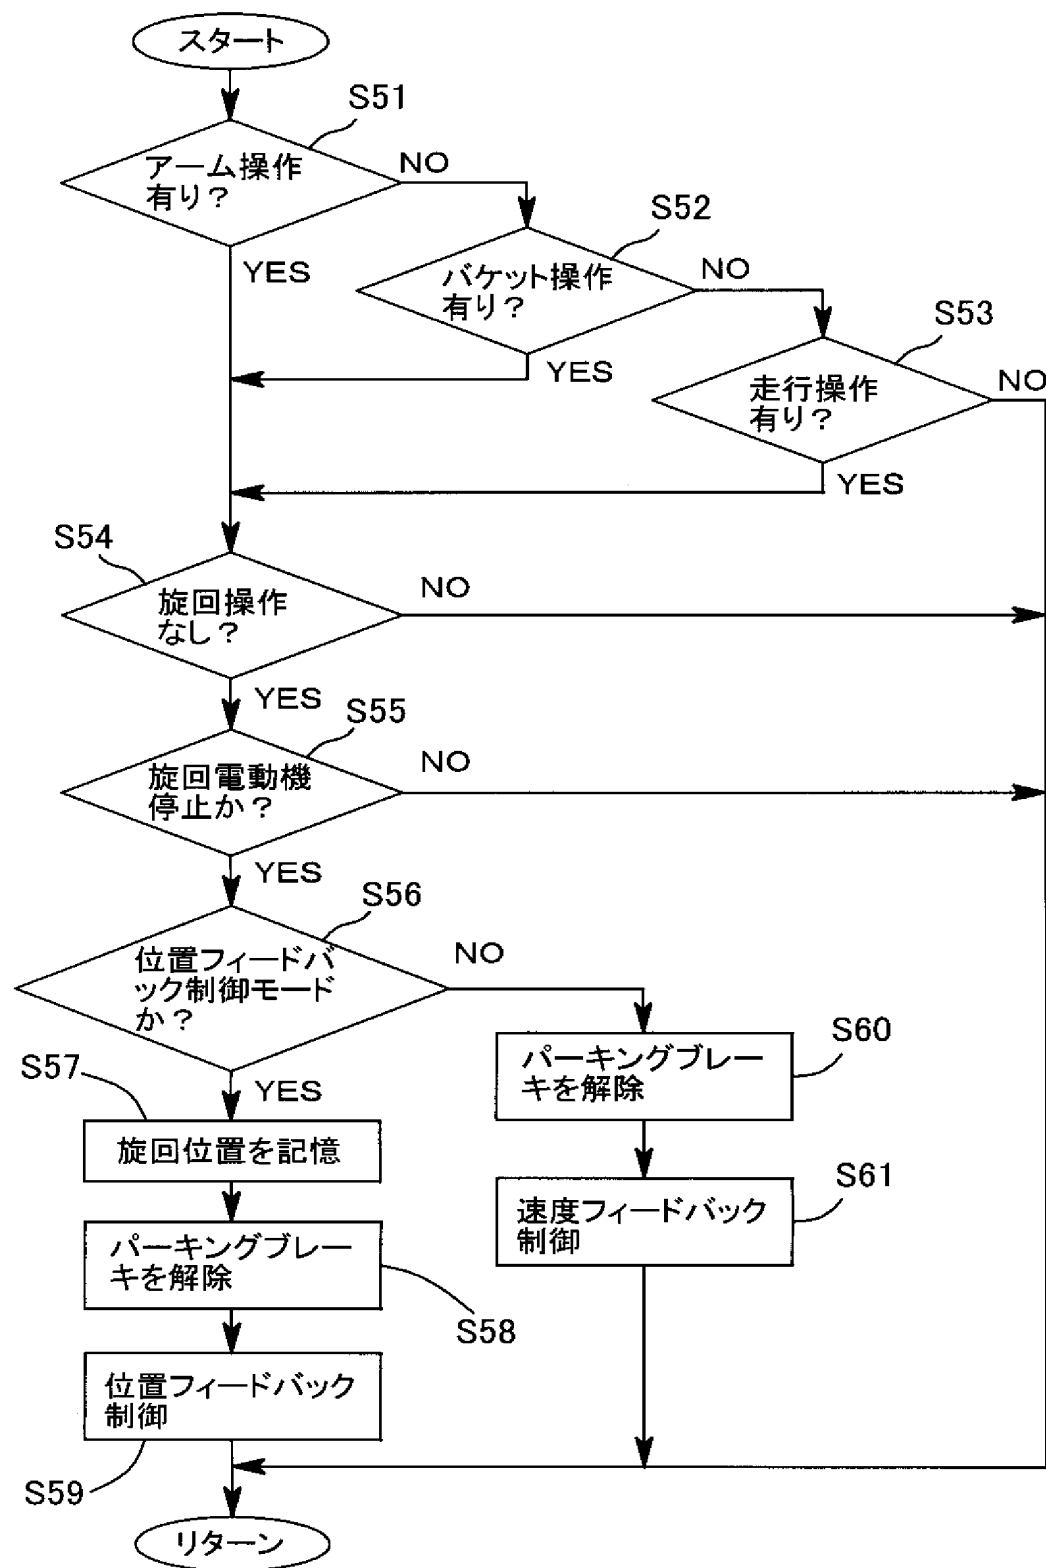 スタート
S51
アーム操作
有り？
NO
YES
S52
バケット操作
有り？
NO
YES
S53
走行操作
有り？
NO
YES
S54
旋回操作
なし？
NO
YES
S55
旋回電動機
停止か？
NO
YES
S56
位置フィードバ
ック制御モード
か？
NO
YES
S57
旋回位置を記憶
S60
パーキングブレー
キを解除
S61
速度フィードバック
制御
パーキングブレー
キを解除
S58
位置フィードバック
制御
S59
リターン